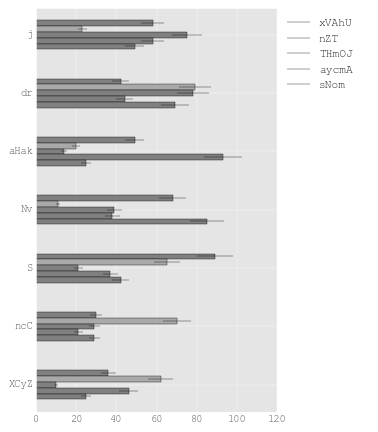 xVAhU
nZT
THmOJ
aycmA
sNom
j
dr
aHak
Nv
S
ncC
XCyZ
0 20 40 60 80 100 120